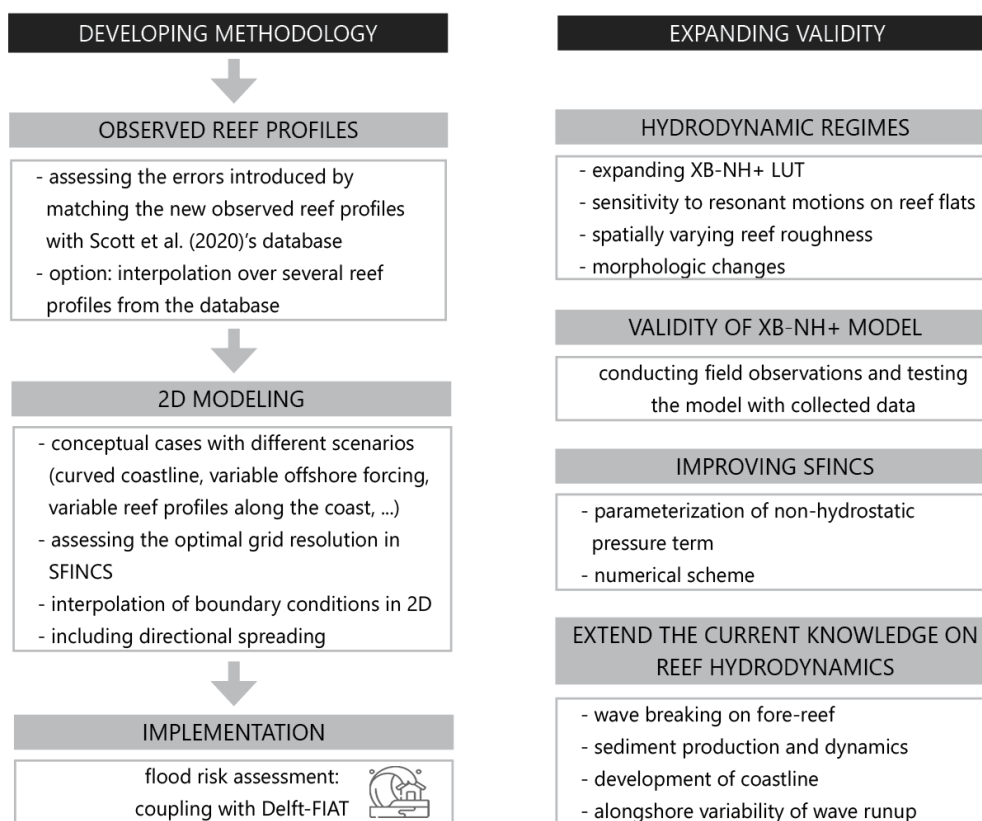 DEVELOPING METHODOLOGY
OBSERVED REEF PROFILES
- assessing the errors introduced by
matching the new observed reef profiles
with Scott et al. (2020)'s database
- option: interpolation over several reef
profiles from the database
2D MODELING
- conceptual cases with different scenarios
(curved coastline, variable offshore forcing,
variable reef profiles along the coast, ...)
- assessing the optimal grid resolution in
SFINCS
- interpolation of boundary conditions in 2D
- including directional spreading
IMPLEMENTATION
flood risk assessment:
coupling with Delft-FIAT
EXPANDING VALIDITY
HYDRODYNAMIC REGIMES
- expanding XB-NH+ LUT
- sensitivity to resonant motions on reef flats
- spatially varying reef roughness
- morphologic changes
VALIDITY OF XB-NH+ MODEL
conducting field observations and testing
the model with collected data
IMPROVING SFINCS
- parameterization of non-hydrostatic
pressure term
- numerical scheme
EXTEND THE CURRENT KNOWLEDGE ON
REEF HYDRODYNAMICS
- wave breaking on fore-reef
- sediment production and dynamics
- development of coastline
- alongshore variability of wave runup